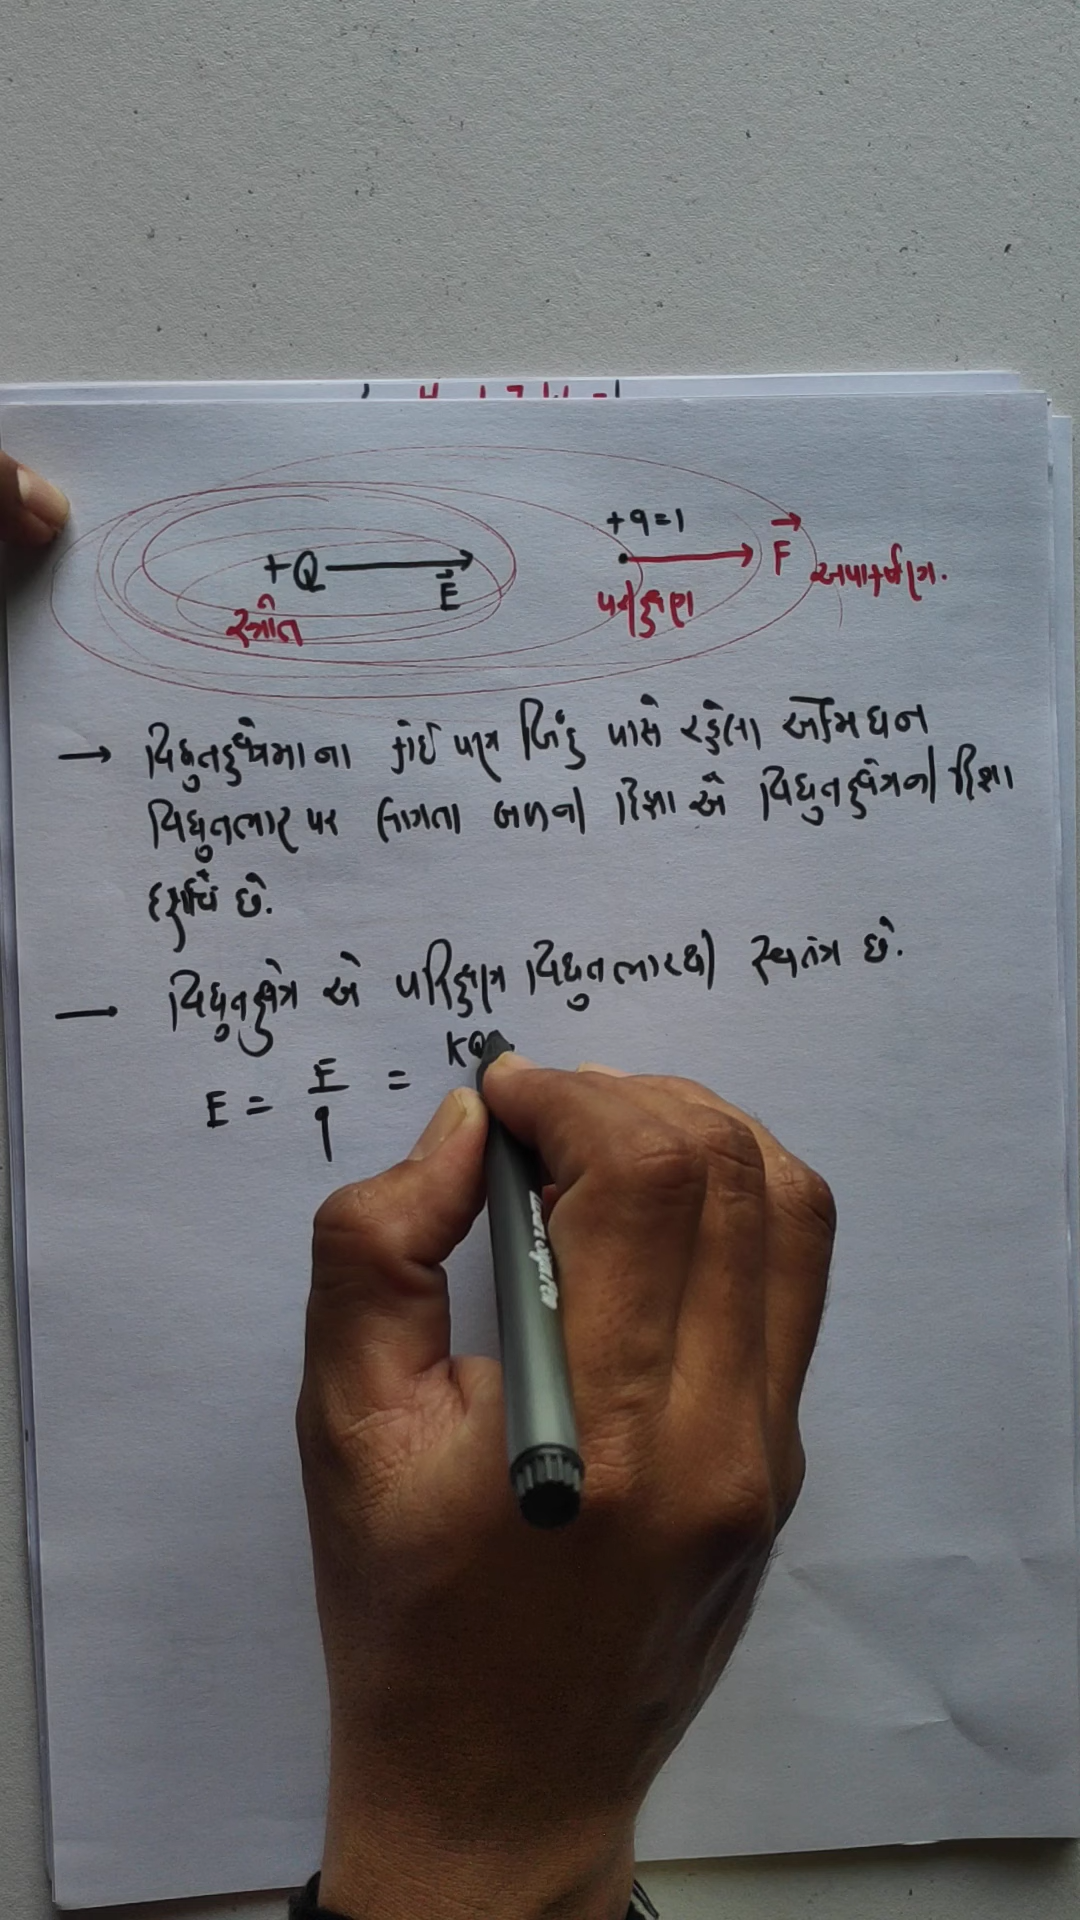 +q=1
+Q
E
F
સ્ત્રોત
પરીક્ષણ
અપાકર્ષણ.
→ વિદ્યુતક્ષેત્રમાના કોઈ પણ બિંદુ પાસે રહેલા એકમ ધન
વિદ્યુતભાર પર લાગતા બળની દિશા એ વિદ્યુતક્ષેત્રની દિશા
દર્શાવે છે.
— વિદ્યુતક્ષેત્ર એ પરિક્ષણ વિદ્યુતભારથી સ્વતંત્ર છે.
E = F/q = KQ